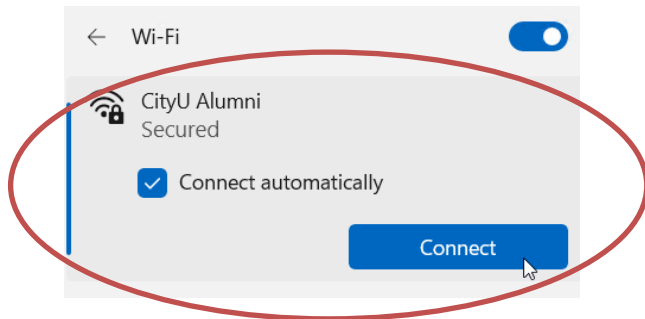 Wi-Fi
CityU Alumni
Secured
Connect automatically
Connect